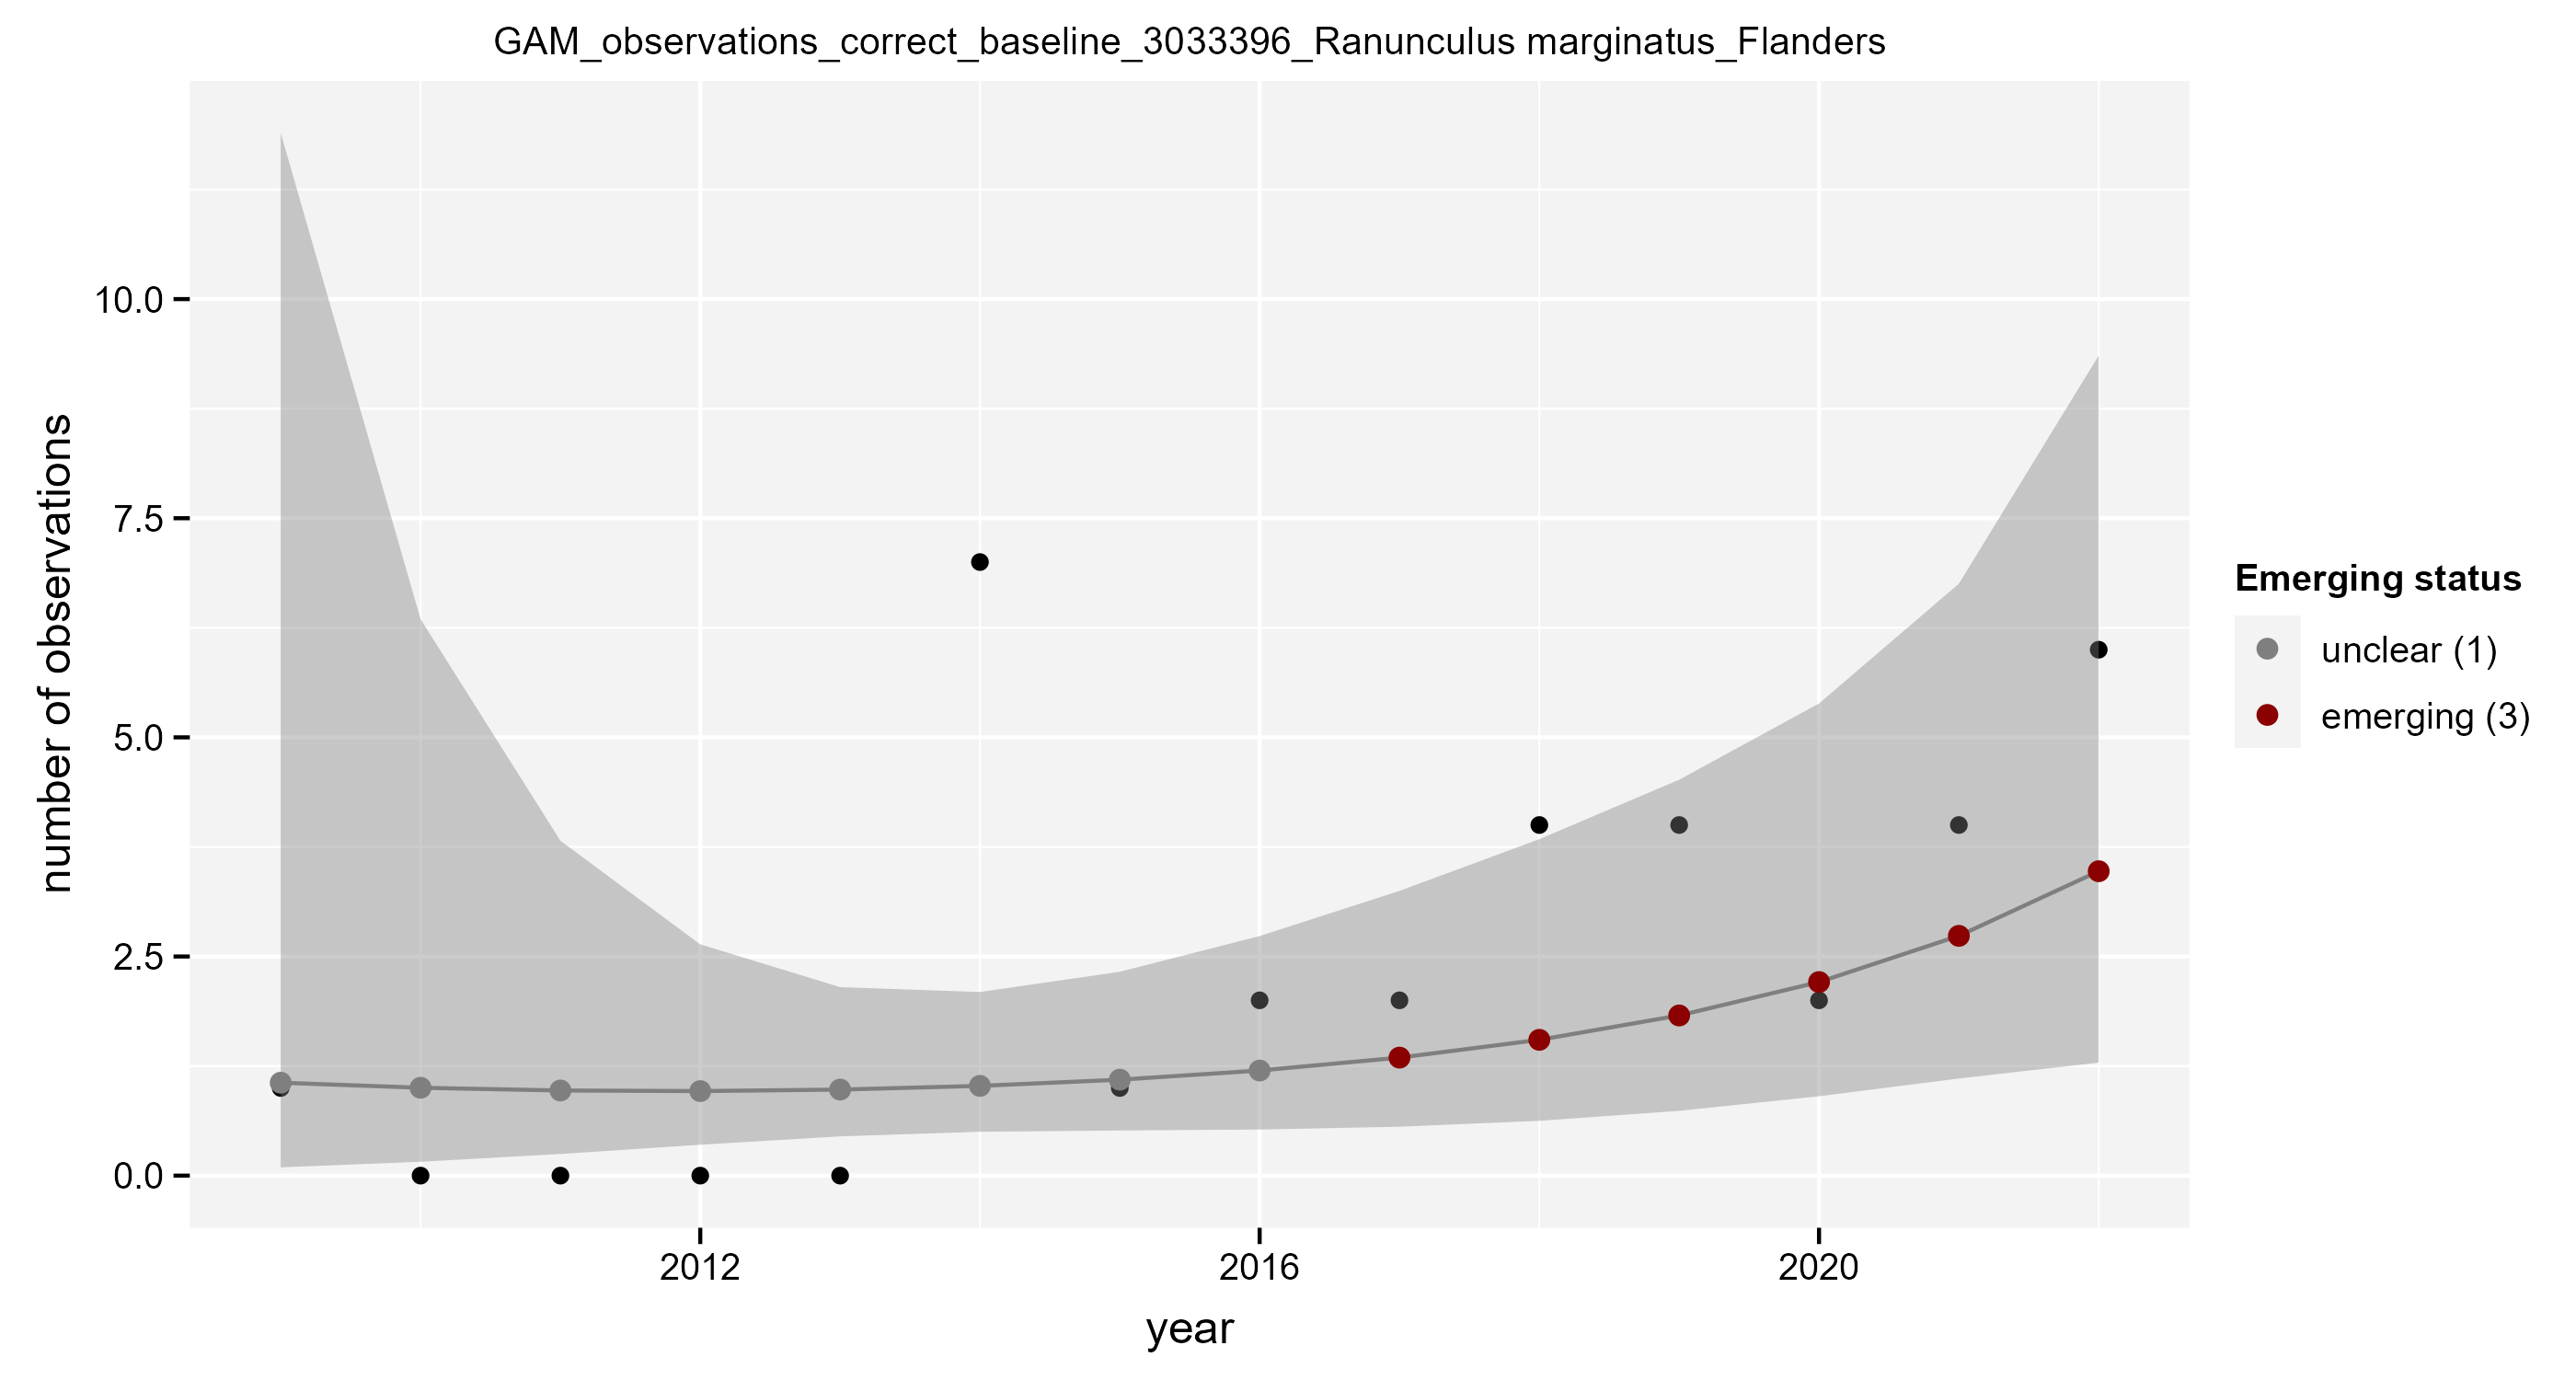 GAM_observations_correct_baseline_3033396_Ranunculus marginatus_Flanders
number of observations
10.0
7.5
5.0
2.5
0.0
2012
2016
2020
year
Emerging status
unclear (1)
emerging (3)